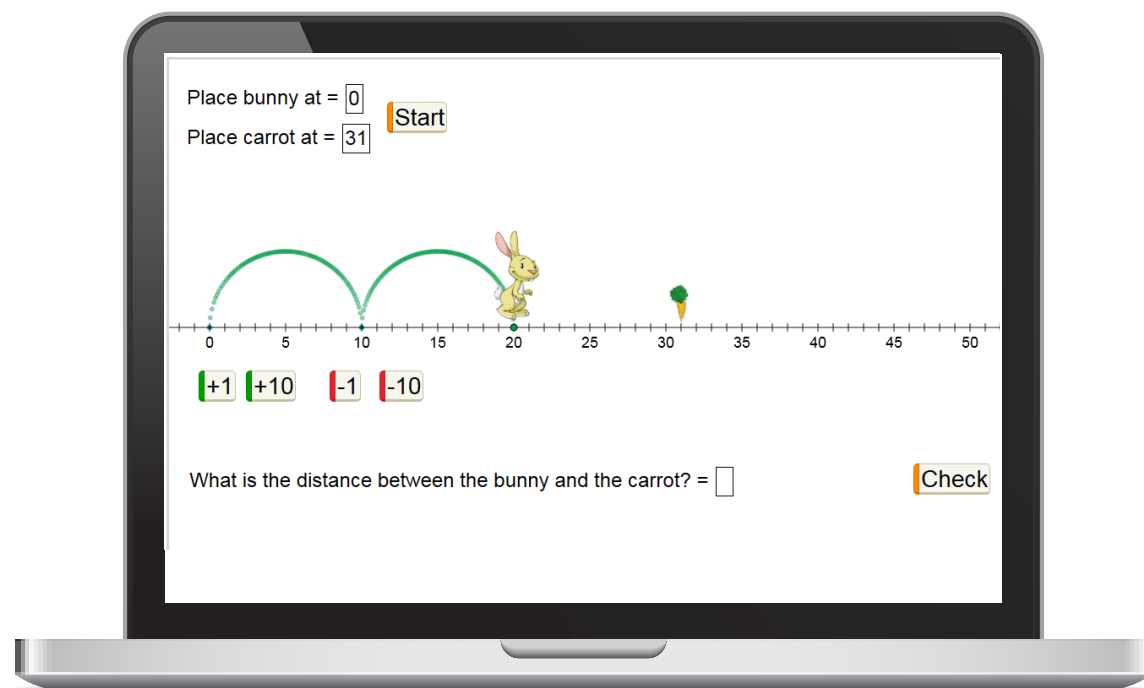 Place bunny at = 0
Start
Place carrot at = 31
0 5 10 15 20 25 30 35 40 45 50
+1 +10 -1 -10
What is the distance between the bunny and the carrot? =
Check